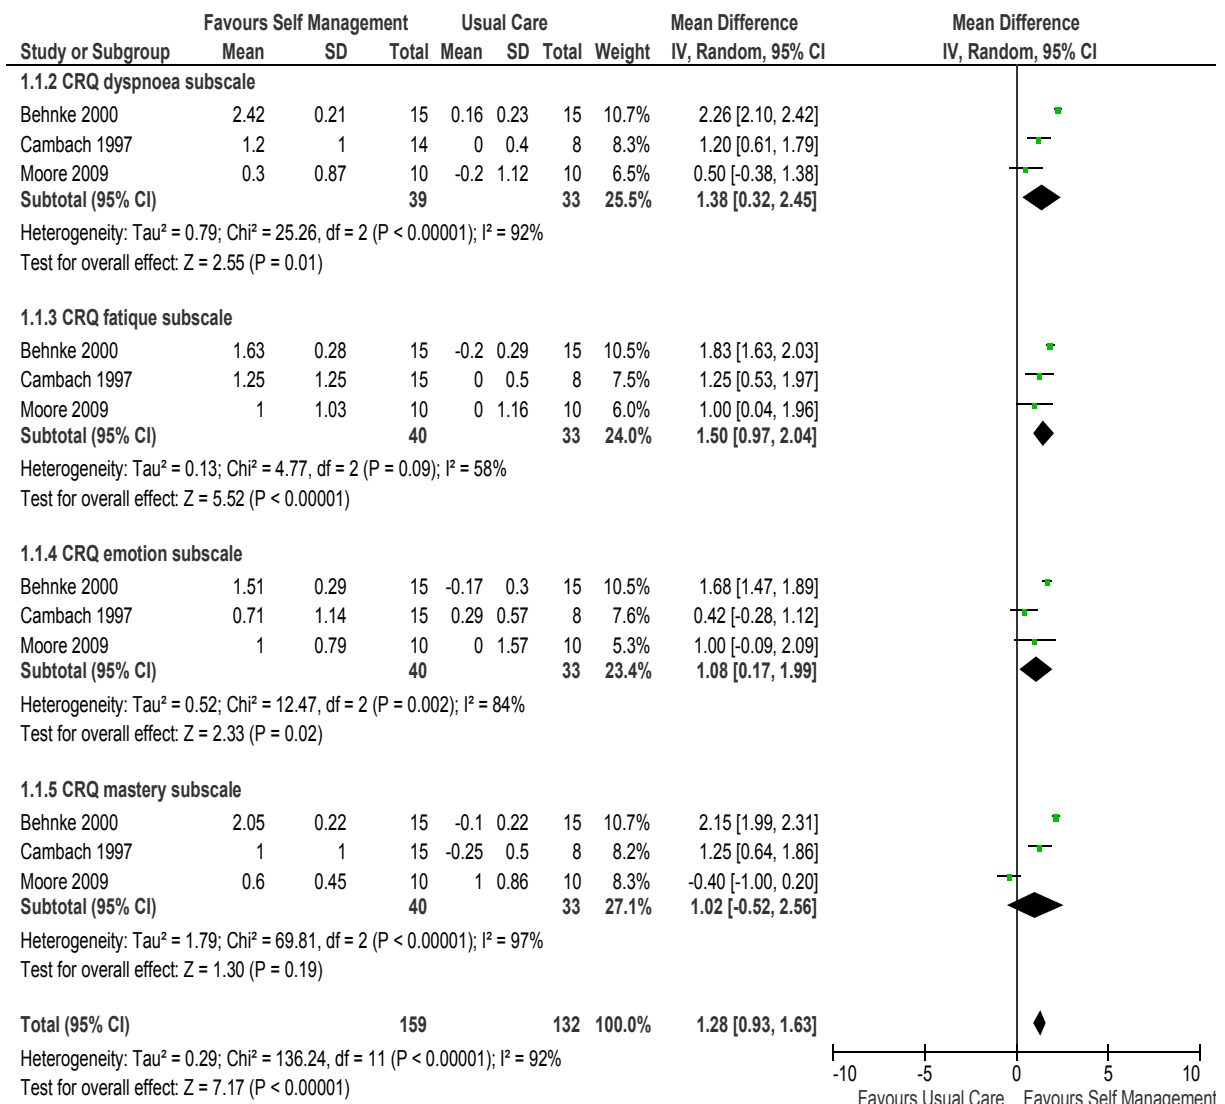 Favours Self Management Usual Care Mean Difference Mean Difference
Study or Subgroup Mean SD Total Mean SD Total Weight IV, Random, 95% CI IV, Random, 95% CI
1.1.2 CRQ dyspnoea subscale
Behnke 2000 2.42 0.21 15 0.16 0.23 15 10.7% 2.26 [2.10, 2.42]
Cambach 1997 1.2 1 14 0 0.4 8 8.3% 1.20 [0.61, 1.79]
Moore 2009 0.3 0.87 10 -0.2 1.12 10 6.5% 0.50 [-0.38, 1.38]
Subtotal (95% CI) 39 33 25.5% 1.38 [0.32, 2.45]
Heterogeneity: Tau² = 0.79; Chi² = 25.26, df = 2 (P < 0.00001); I² = 92%
Test for overall effect: Z = 2.55 (P = 0.01)
1.1.3 CRQ fatique subscale
Behnke 2000 1.63 0.28 15 -0.2 0.29 15 10.5% 1.83 [1.63, 2.03]
Cambach 1997 1.25 1.25 15 0 0.5 8 7.5% 1.25 [0.53, 1.97]
Moore 2009 1 1.03 10 0 1.16 10 6.0% 1.00 [0.04, 1.96]
Subtotal (95% CI) 40 33 24.0% 1.50 [0.97, 2.04]
Heterogeneity: Tau² = 0.13; Chi² = 4.77, df = 2 (P = 0.09); I² = 58%
Test for overall effect: Z = 5.52 (P < 0.00001)
1.1.4 CRQ emotion subscale
Behnke 2000 1.51 0.29 15 -0.17 0.3 15 10.5% 1.68 [1.47, 1.89]
Cambach 1997 0.71 1.14 15 0.29 0.57 8 7.6% 0.42 [-0.28, 1.12]
Moore 2009 1 0.79 10 0 1.57 10 5.3% 1.00 [-0.09, 2.09]
Subtotal (95% CI) 40 33 23.4% 1.08 [0.17, 1.99]
Heterogeneity: Tau² = 0.52; Chi² = 12.47, df = 2 (P = 0.002); I² = 84%
Test for overall effect: Z = 2.33 (P = 0.02)
1.1.5 CRQ mastery subscale
Behnke 2000 2.05 0.22 15 -0.1 0.22 15 10.7% 2.15 [1.99, 2.31]
Cambach 1997 1 1 15 -0.25 0.5 8 8.2% 1.25 [0.64, 1.86]
Moore 2009 0.6 0.45 10 1 0.86 10 8.3% -0.40 [-1.00, 0.20]
Subtotal (95% CI) 40 33 27.1% 1.02 [-0.52, 2.56]
Heterogeneity: Tau² = 1.79; Chi² = 69.81, df = 2 (P < 0.00001); I² = 97%
Test for overall effect: Z = 1.30 (P = 0.19)
Total (95% CI) 159 132 100.0% 1.28 [0.93, 1.63]
Heterogeneity: Tau² = 0.29; Chi² = 136.24, df = 11 (P < 0.00001); I² = 92%
Test for overall effect: Z = 7.17 (P < 0.00001)
-10 -5 0 5 10
Favours Usual Care Favours Self Management